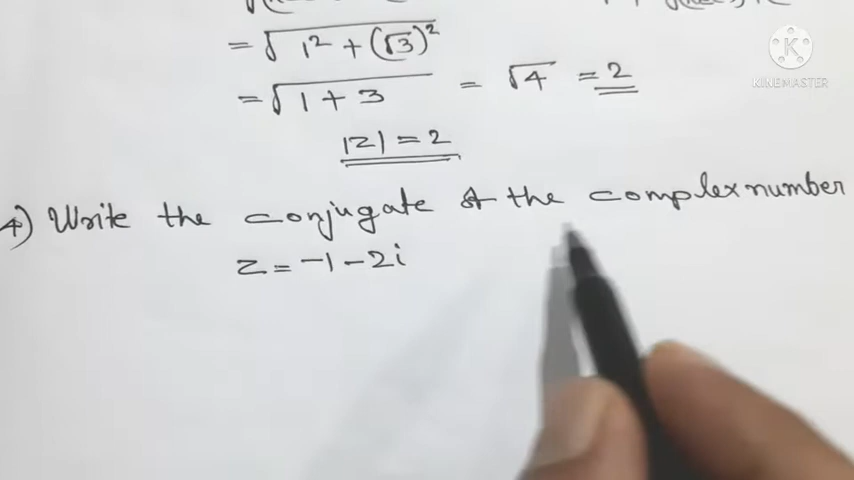 = √1² + (√3)²
= √1 + 3 = √4 = 2
|z| = 2
4) Write the conjugate of the complex number
z = -1 - 2i
K
KINEMASTER